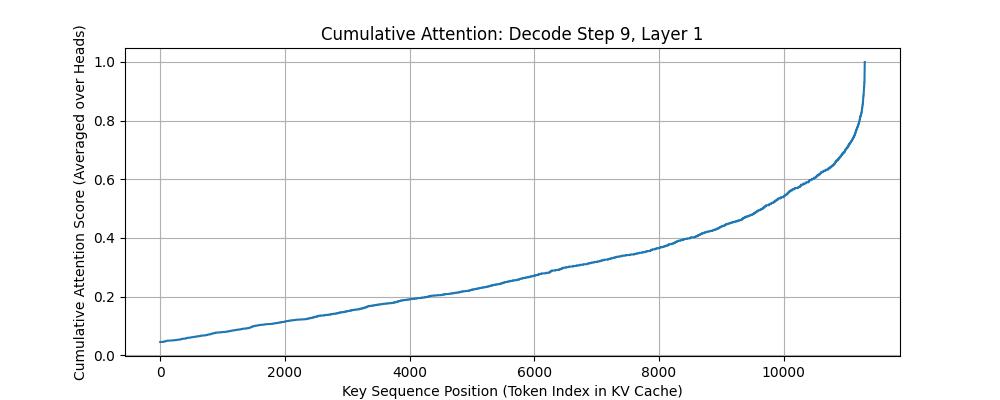 Cumulative Attention: Decode Step 9, Layer 1
Cumulative Attention Score (Averaged over Heads)
1.0
0.8
0.6
0.4
0.2
0.0
0 2000 4000 6000 8000 10000
Key Sequence Position (Token Index in KV Cache)